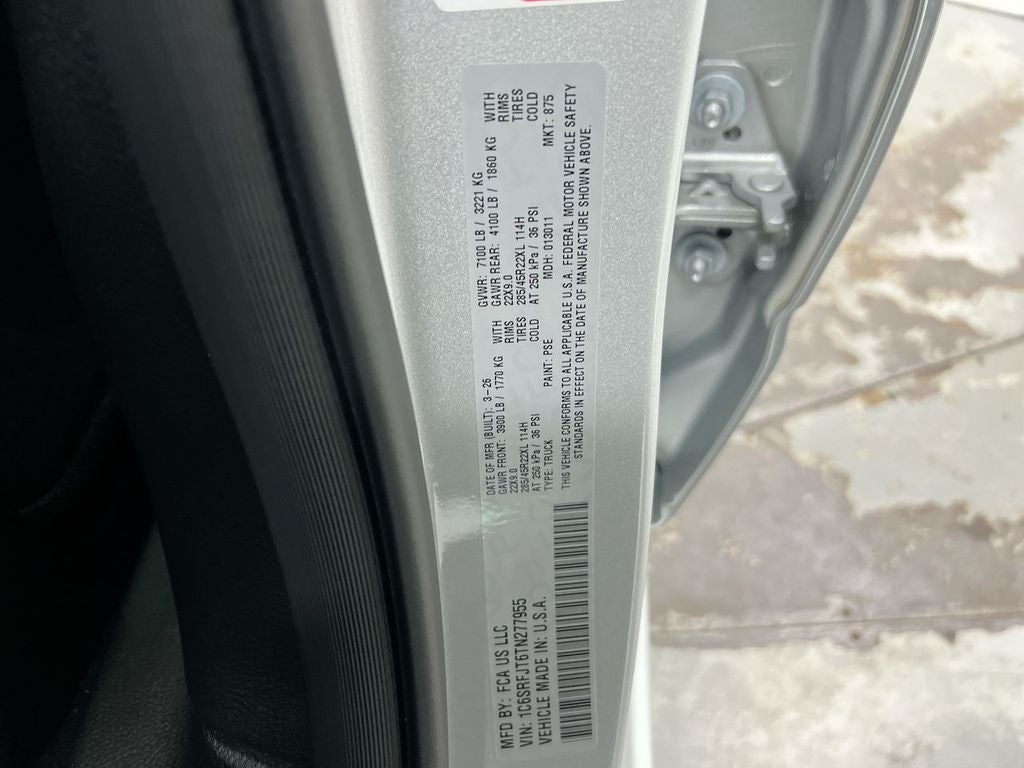 MFD BY: FCA US LLC
VIN: 1C6SRFJT6TN277955
VEHICLE MADE IN: U.S.A.
DATE OF MFR (BUILT): 3-26 GVWR: 7100 LB / 3221 KG
GAWR FRONT: 3900 LB / 1770 KG WITH GAWR REAR: 4100 LB / 1860 KG WITH
22X9.0 RIMS 22X9.0 RIMS
285/45R22XL 114H TIRES 285/45R22XL 114H TIRES
AT 250 kPa / 36 PSI COLD AT 250 kPa / 36 PSI COLD
TYPE: TRUCK PAINT: PSE MDH: 013011 MKT: 875
THIS VEHICLE CONFORMS TO ALL APPLICABLE U.S.A. FEDERAL MOTOR VEHICLE SAFETY
STANDARDS IN EFFECT ON THE DATE OF MANUFACTURE SHOWN ABOVE.